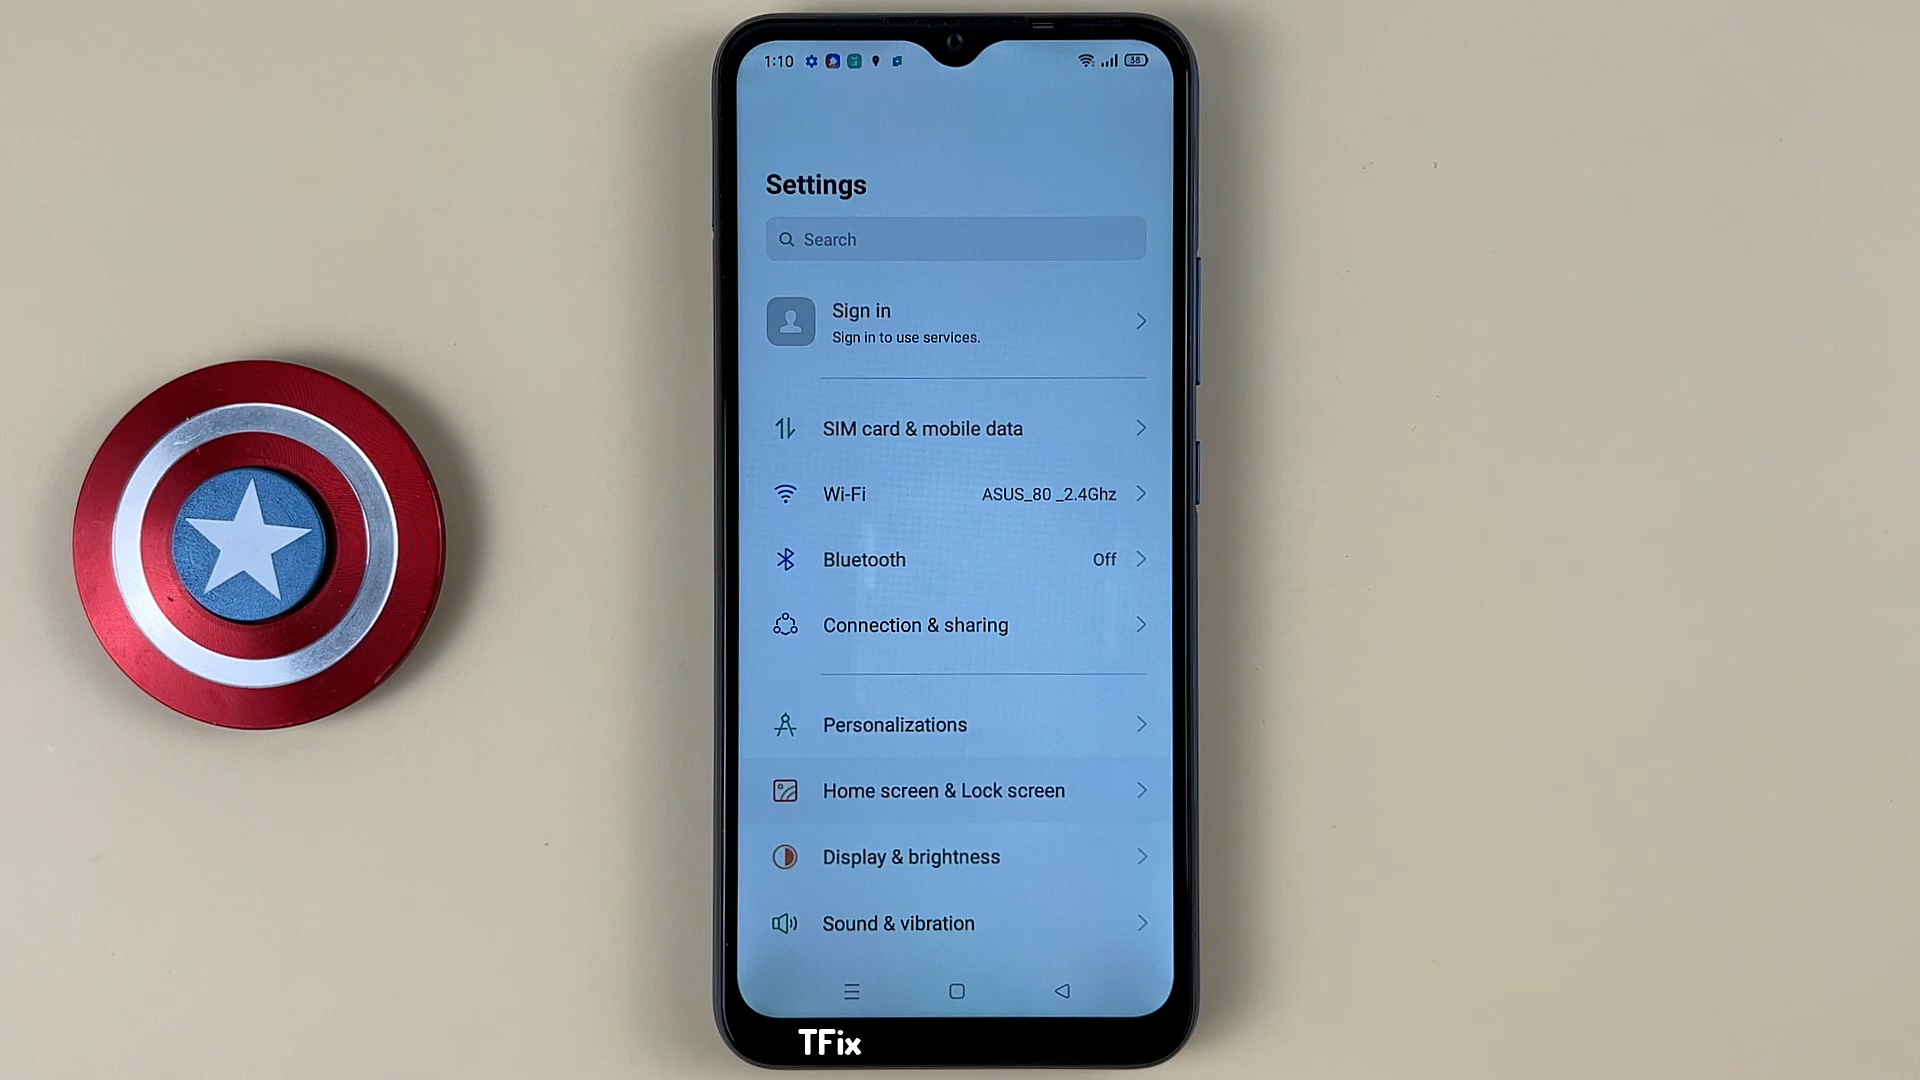 1:10
58
Settings
Search
Sign in
Sign in to use services.
SIM card & mobile data
Wi-Fi ASUS_80 _2.4Ghz
Bluetooth Off
Connection & sharing
Personalizations
Home screen & Lock screen
Display & brightness
Sound & vibration
TFix